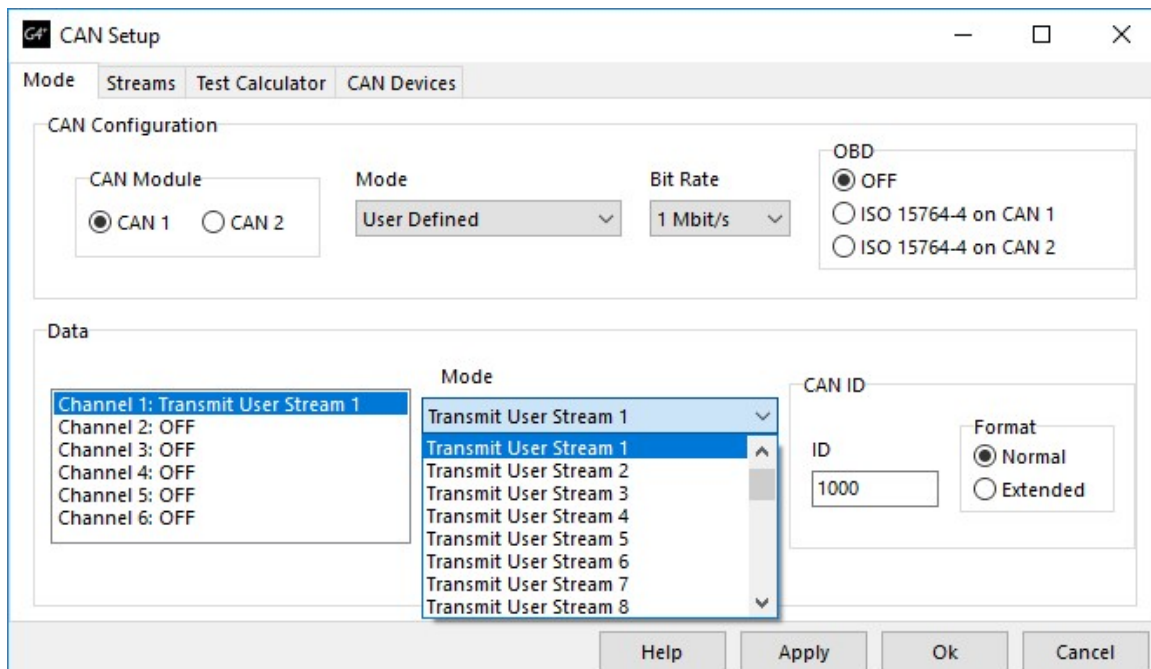 G4+ CAN Setup
Mode Streams Test Calculator CAN Devices
CAN Configuration
CAN Module
CAN 1 CAN 2
Mode
User Defined
Bit Rate
1 Mbit/s
OBD
OFF
ISO 15764-4 on CAN 1
ISO 15764-4 on CAN 2
Data
Channel 1: Transmit User Stream 1
Channel 2: OFF
Channel 3: OFF
Channel 4: OFF
Channel 5: OFF
Channel 6: OFF
Mode
Transmit User Stream 1
Transmit User Stream 1
Transmit User Stream 2
Transmit User Stream 3
Transmit User Stream 4
Transmit User Stream 5
Transmit User Stream 6
Transmit User Stream 7
Transmit User Stream 8
CAN ID
ID
1000
Format
Normal
Extended
Help Apply Ok Cancel